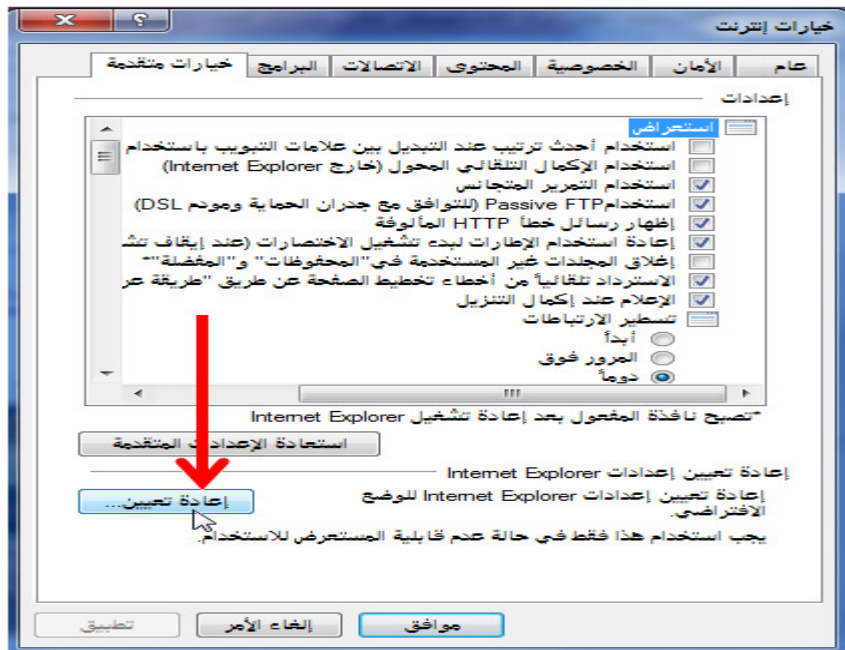 خيارات إنترنت
عام الأمان الخصوصية المحتوى الاتصالات البرامج خيارات متقدمة
إعدادات
استعراض
استخدام أحدث ترتيب عند التبديل بين علامات التبويب باستخدام
استخدام الإكمال التلقائي المحول (خارج Internet Explorer)
استخدام التمرير المتجانس
استخدامPassive FTP (للتوافق مع جدران الحماية ومودم DSL)
إظهار رسائل خطأ HTTP المألوفة
إعادة استخدام الإطارات لبدء تشغيل الاختصارات (عند إيقاف تش
إغلاق المجلدات غير المستخدمة في"المحفوظات" و"المفضلة"*
الاسترداد تلقائياً من أخطاء تخطيط الصفحة عن طريق "طريقة عر
الإعلام عند إكمال التنزيل
تسطير الارتباطات
أبداً
المرور فوق
دوماً
*تصبح نافذة المفعول بعد إعادة تشغيل Internet Explorer
استعادة الإعدادات المتقدمة
إعادة تعيين إعدادات Internet Explorer
إعادة تعيين إعدادات Internet Explorer للوضع
الافتراضي.
إعادة تعيين...
يجب استخدام هذا فقط في حالة عدم قابلية المستعرض للاستخدام.
موافق إلغاء الأمر تطبيق